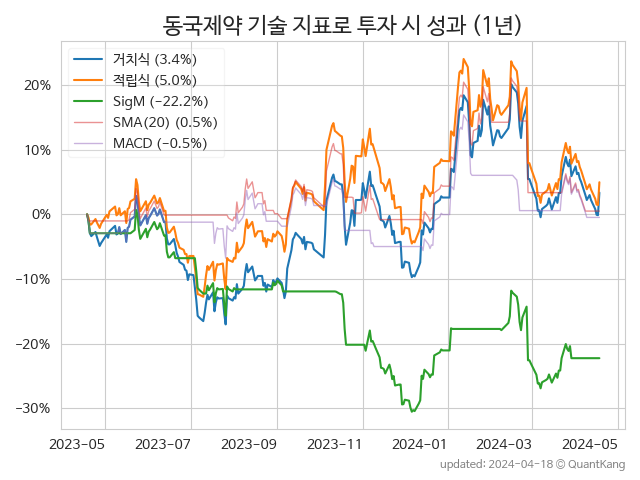 동국제약 기술 지표로 투자 시 성과 (1년)
거치식 (3.4%)
적립식 (5.0%)
SigM (−22.2%)
SMA(20) (0.5%)
MACD (−0.5%)
20%
10%
0%
−10%
−20%
−30%
2023-05 2023-07 2023-09 2023-11 2024-01 2024-03 2024-05
updated: 2024-04-18 ⓒ QuantKang